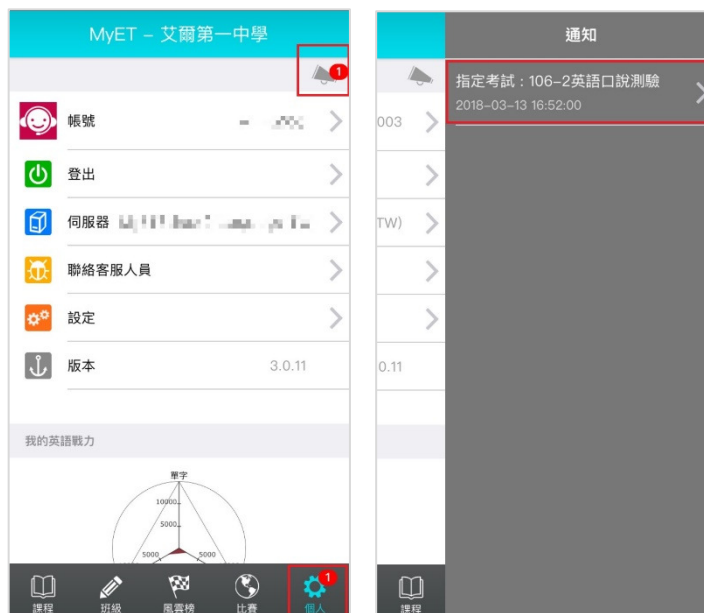 MyET – 艾爾第一中學
1
帳號
登出
伺服器
聯絡客服人員
設定
版本 3.0.11
我的英語戰力
單字
10000
5000
5000 5000
課程 班級 風雲榜 比賽 個人 1
通知
指定考試：106-2英語口說測驗
2018-03-13 16:52:00
003
TW)
0.11
課程